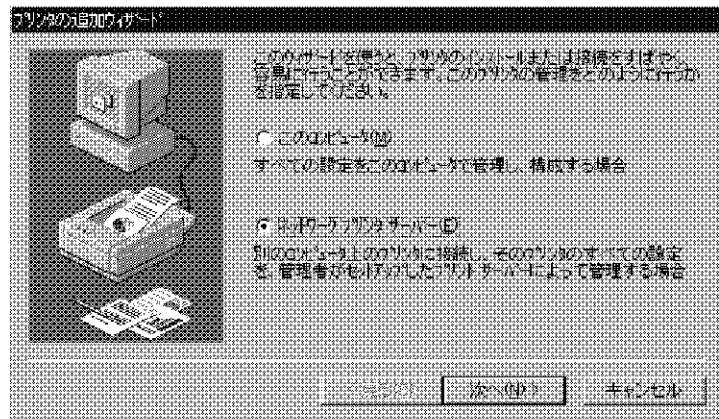 ﾌﾟﾘﾝﾀの追加ウィザード
このウィザードを使うと、ﾌﾟﾘﾝﾀのインストールまたは接続をすばやく、
容易に行うことができます。このﾌﾟﾘﾝﾀの管理をどのように行うか
を指定してください。
このｺﾝﾋﾟｭｰﾀ(M)
すべての設定をこのｺﾝﾋﾟｭｰﾀで管理し、構成する場合
ﾈｯﾄﾜｰｸ ﾌﾟﾘﾝﾀ ｻｰﾊﾞｰ(E)
別のｺﾝﾋﾟｭｰﾀ上のﾌﾟﾘﾝﾀに接続し、そのﾌﾟﾘﾝﾀのすべての設定
を、管理者がｾｯﾄｱｯﾌﾟしたﾌﾟﾘﾝﾄ ｻｰﾊﾞｰによって管理する場合
< 戻る(B)
次へ(N) >
キャンセル